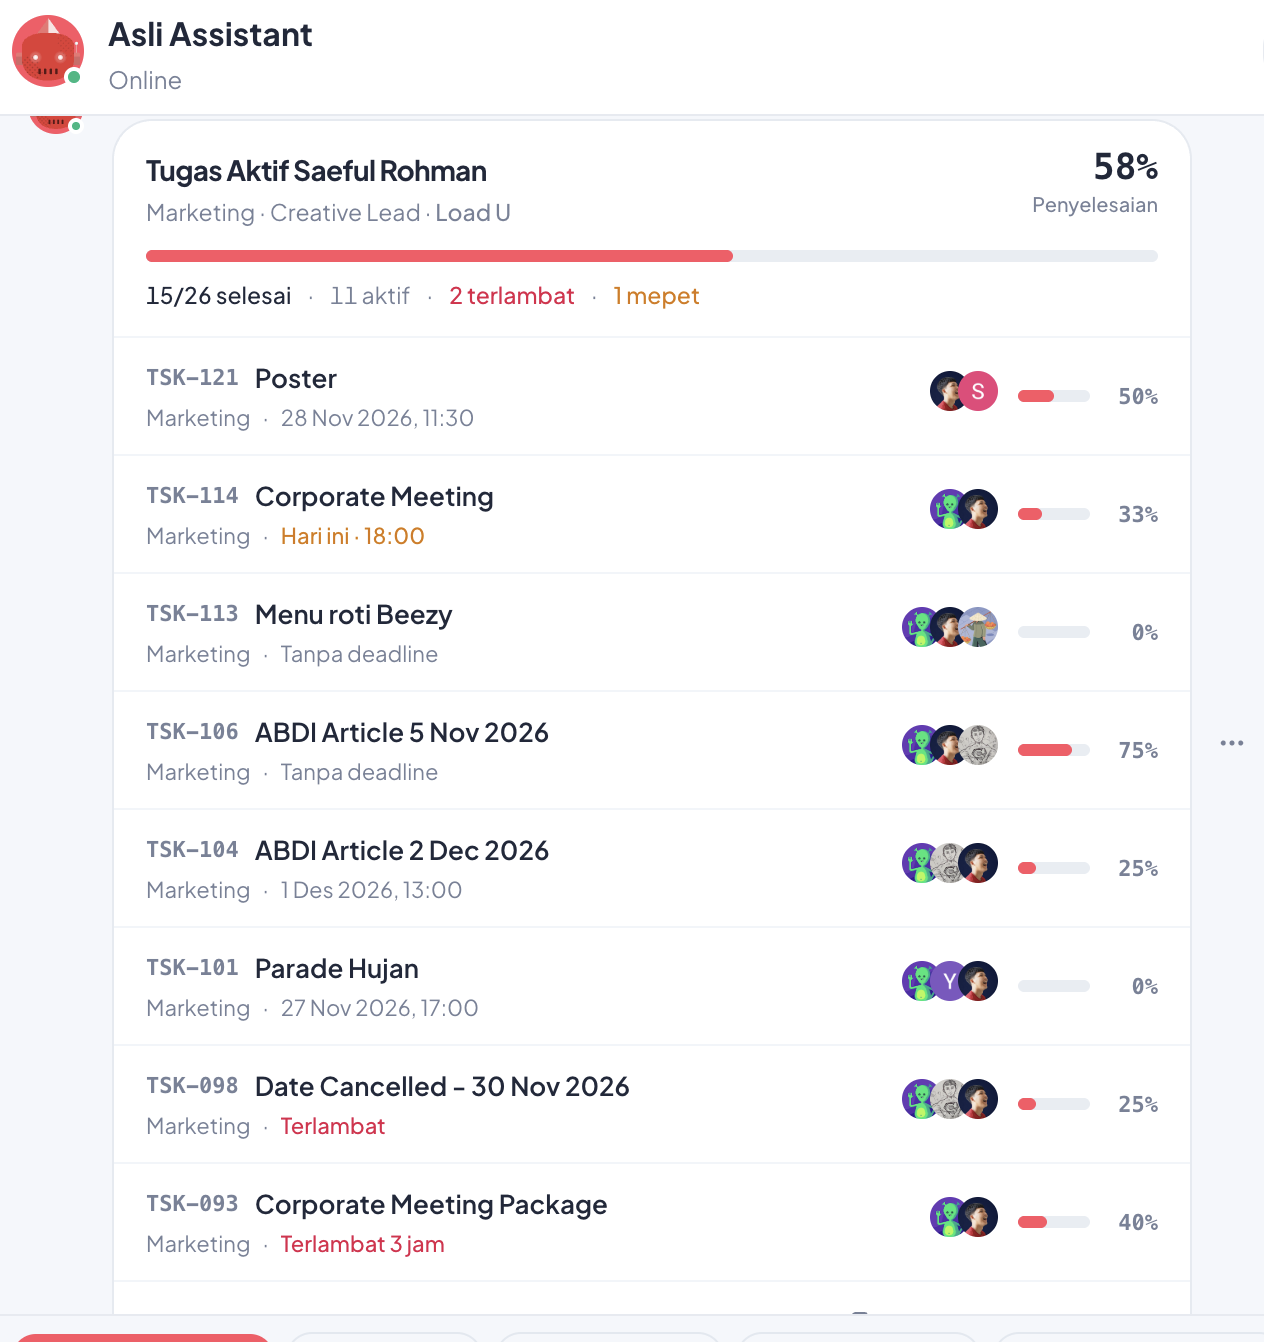 Asli Assistant
Online
Tugas Aktif Saeful Rohman
58%
Marketing · Creative Lead · Load U
Penyelesaian
15/26 selesai · 11 aktif · 2 terlambat · 1 mepet
TSK-121 Poster
S
50%
Marketing · 28 Nov 2026, 11:30
TSK-114 Corporate Meeting
33%
Marketing · Hari ini · 18:00
TSK-113 Menu roti Beezy
0%
Marketing · Tanpa deadline
TSK-106 ABDI Article 5 Nov 2026
75%
Marketing · Tanpa deadline
TSK-104 ABDI Article 2 Dec 2026
25%
Marketing · 1 Des 2026, 13:00
TSK-101 Parade Hujan
Y
0%
Marketing · 27 Nov 2026, 17:00
TSK-098 Date Cancelled - 30 Nov 2026
25%
Marketing · Terlambat
TSK-093 Corporate Meeting Package
40%
Marketing · Terlambat 3 jam